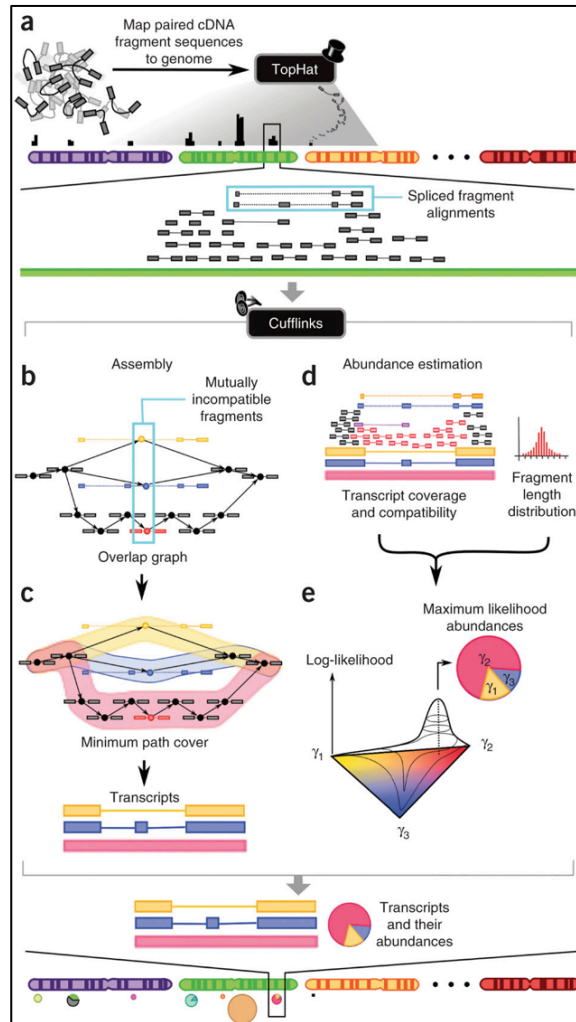 a
Map paired cDNA
fragment sequences
to genome
TopHat
Spliced fragment
alignments
Cufflinks
b
Assembly
Mutually
incompatible
fragments
Overlap graph
c
Minimum path cover
Transcripts
d
Abundance estimation
Transcript coverage
and compatibility
Fragment
length
distribution
e
Maximum likelihood
abundances
Log-likelihood
γ2
γ1
γ3
γ1
γ2
γ3
Transcripts
and their
abundances